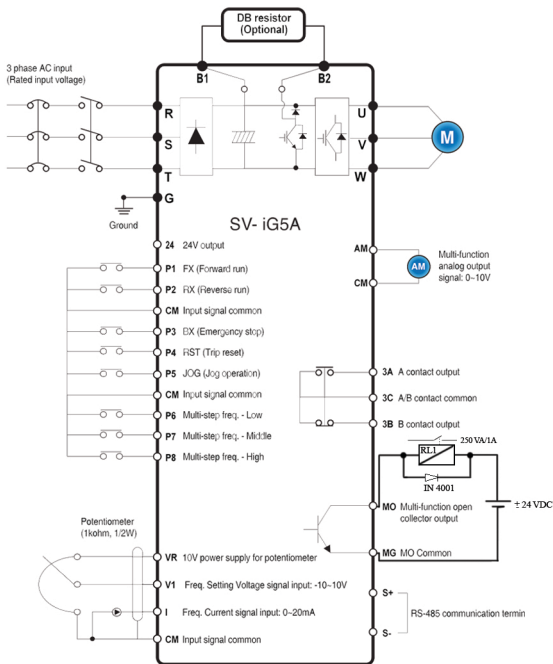 DB resistor
(Optional)
3 phase AC input
(Rated input voltage)
B1
B2
R
U
S
V
M
T
W
G
Ground
SV- iG5A
24 24V output
P1 FX (Forward run)
P2 RX (Reverse run)
CM Input signal common
P3 BX (Emergency stop)
P4 RST (Trip reset)
P5 JOG (Jog operation)
CM Input signal common
P6 Multi-step freq. - Low
P7 Multi-step freq. - Middle
P8 Multi-step freq. - High
AM
AM
CM
Multi-function
analog output
signal: 0~10V
3A A contact output
3C A/B contact common
3B B contact output
250 VA/1A
RL1
IN 4001
± 24 VDC
MO Multi-function open
collector output
MG MO Common
Potentiometer
(1kohm, 1/2W)
VR 10V power supply for potentiometer
V1 Freq. Setting Voltage signal input: -10~10V
I Freq. Current signal input: 0~20mA
CM Input signal common
S+
RS-485 communication termin
S-